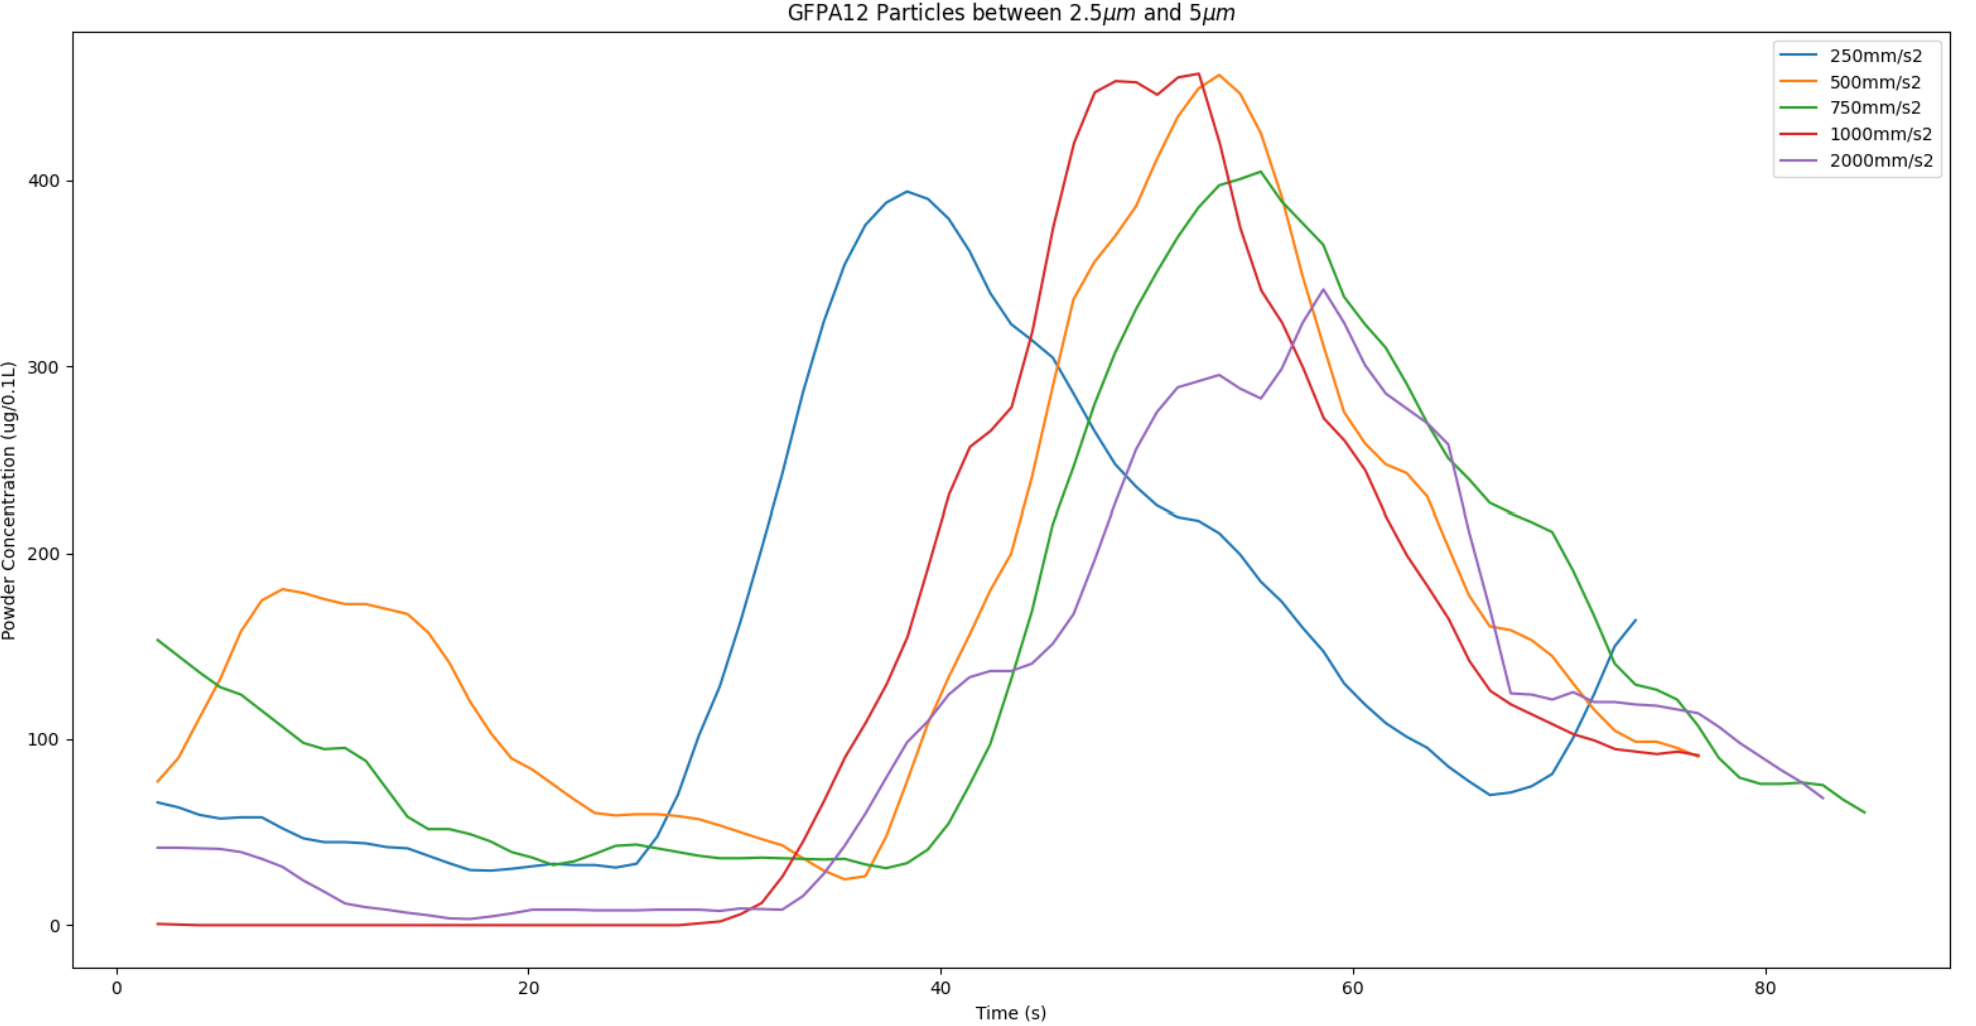 GFPA12 Particles between 2.5μm and 5μm
250mm/s2
500mm/s2
750mm/s2
1000mm/s2
2000mm/s2
Powder Concentration (ug/0.1L)
400
300
200
100
0
0 20 40 60 80
Time (s)